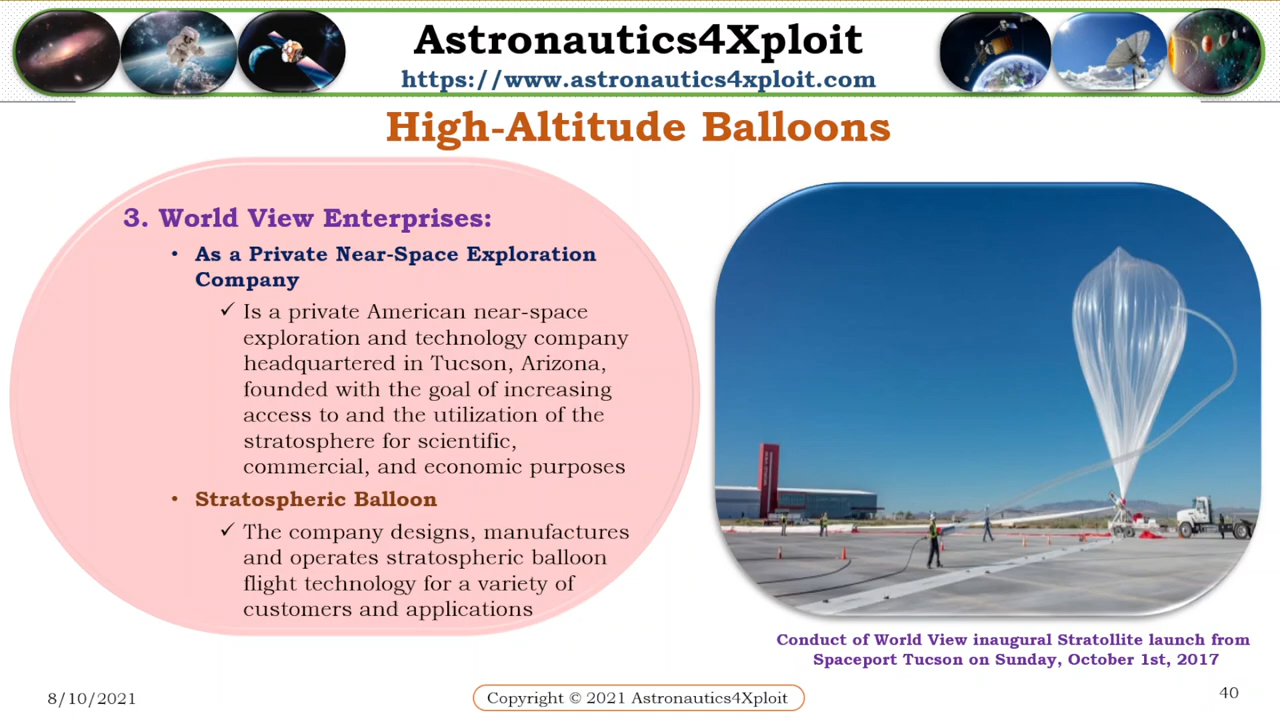 Astronautics4Xploit
https://www.astronautics4xploit.com
High-Altitude Balloons
3. World View Enterprises:
• As a Private Near-Space Exploration
Company
✓ Is a private American near-space
exploration and technology company
headquartered in Tucson, Arizona,
founded with the goal of increasing
access to and the utilization of the
stratosphere for scientific,
commercial, and economic purposes
• Stratospheric Balloon
✓ The company designs, manufactures
and operates stratospheric balloon
flight technology for a variety of
customers and applications
Conduct of World View inaugural Stratollite launch from
Spaceport Tucson on Sunday, October 1st, 2017
8/10/2021
Copyright © 2021 Astronautics4Xploit
40